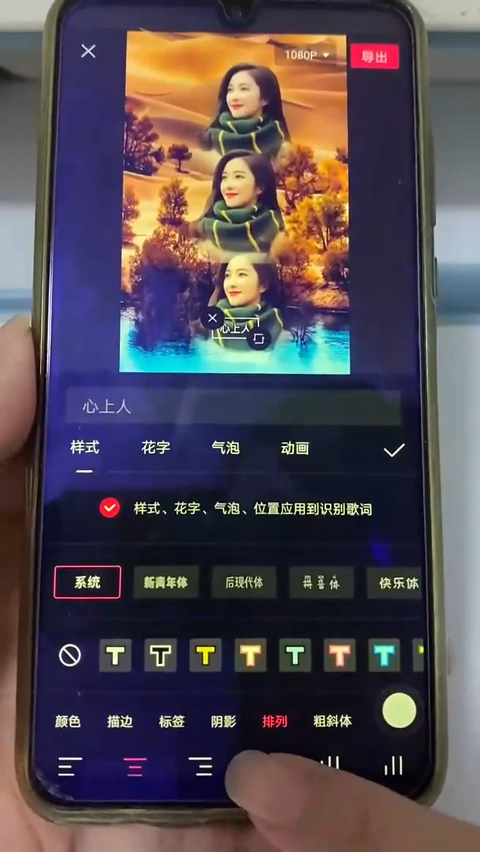 1080P 导出
心上人
心上人
样式 花字 气泡 动画
样式、花字、气泡、位置应用到识别歌词
系统 新青年体 后现代体 快乐体
T T T T T T T
颜色 描边 标签 阴影 排列 粗斜体